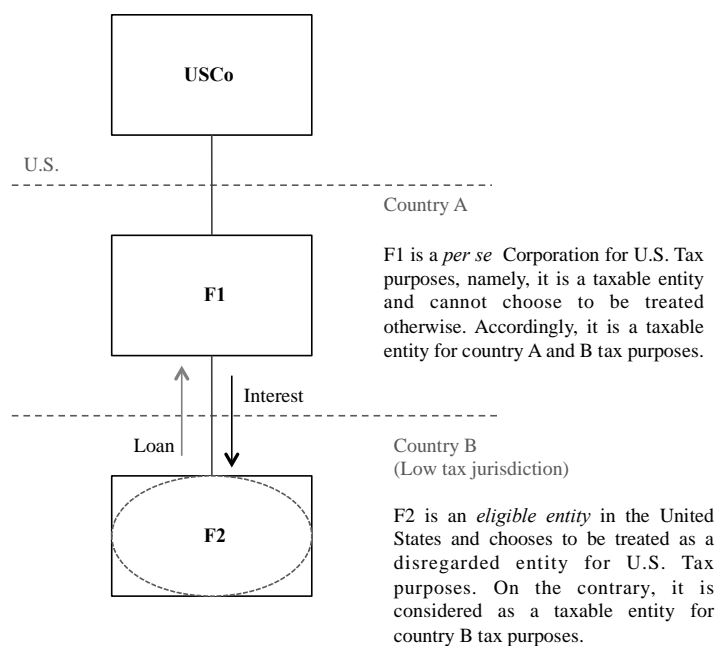 USCo
U.S.
Country A
F1 is a per se Corporation for U.S. Tax
purposes, namely, it is a taxable entity
and cannot choose to be treated
otherwise. Accordingly, it is a taxable
entity for country A and B tax purposes.
F1
Interest
Loan
Country B
(Low tax jurisdiction)
F2 is an eligible entity in the United
States and chooses to be treated as a
disregarded entity for U.S. Tax
purposes. On the contrary, it is
considered as a taxable entity for
country B tax purposes.
F2